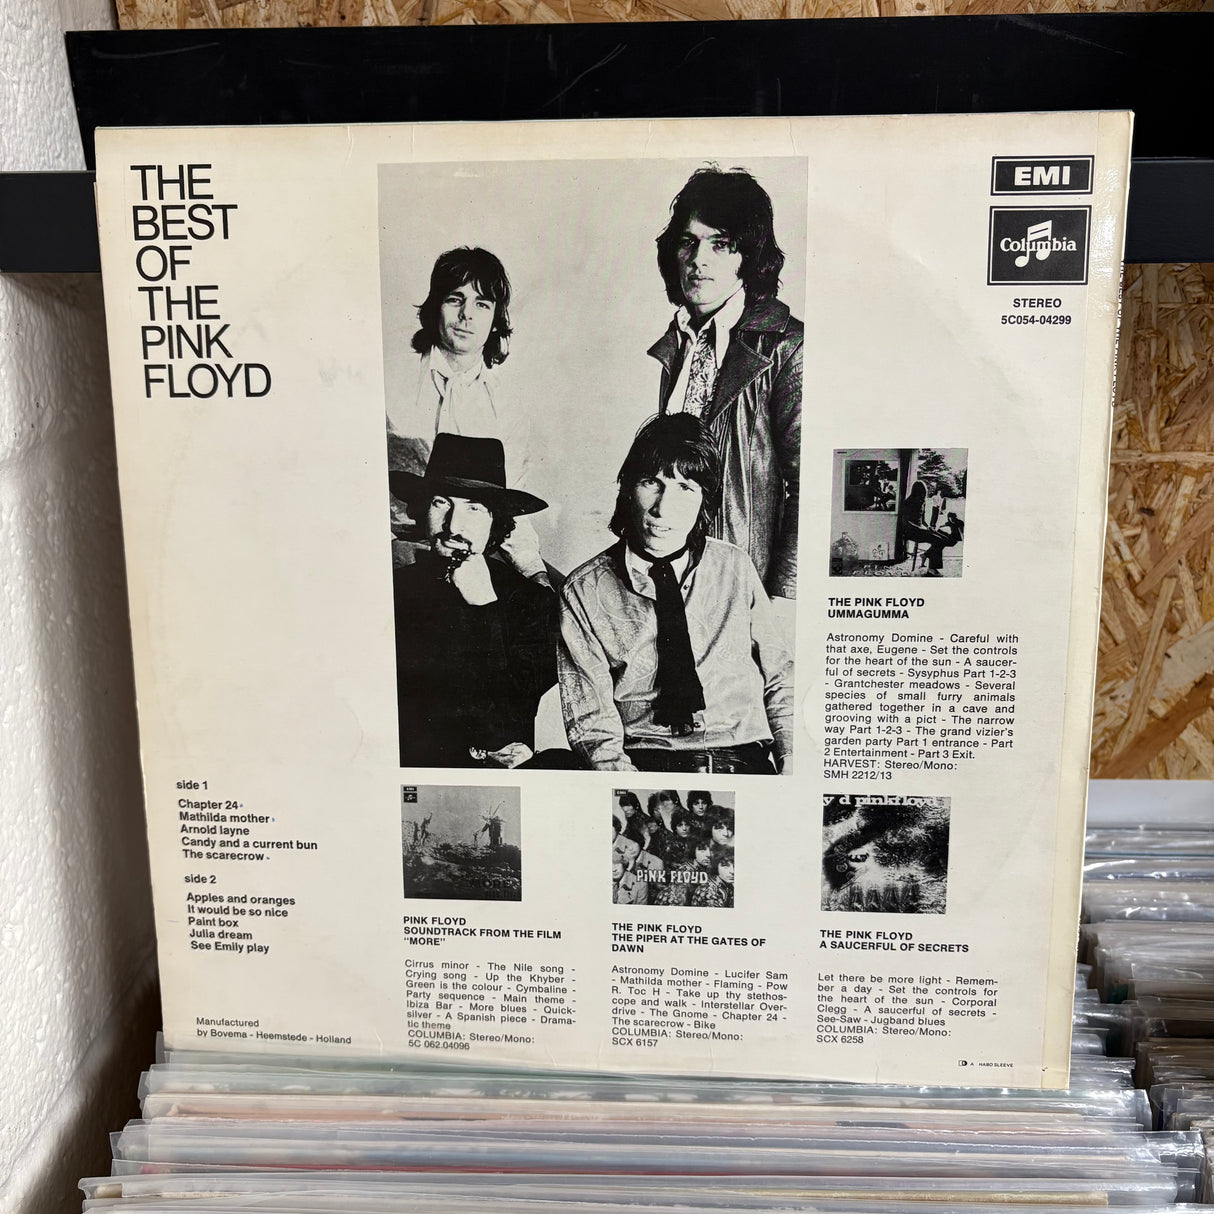 THE
BEST
OF
THE
PINK
FLOYD
EMI
Columbia
STEREO
5C054-04299
THE PINK FLOYD
UMMAGUMMA
Astronomy Domine - Careful with
that axe, Eugene - Set the controls
for the heart of the sun - A saucer-
ful of secrets - Sysyphus Part 1-2-3
- Grantchester meadows - Several
species of small furry animals
gathered together in a cave and
grooving with a pict - The narrow
way Part 1-2-3 - The grand vizier's
garden party Part 1 entrance - Part
2 Entertainment - Part 3 Exit.
HARVEST: Stereo/Mono:
SMH 2212/13
side 1
Chapter 24
Mathilda mother
Arnold layne
Candy and a current bun
The scarecrow
side 2
Apples and oranges
It would be so nice
Paint box
Julia dream
See Emily play
Manufactured
by Bovema - Heemstede - Holland
MORE
PINK FLOYD
SOUNDTRACK FROM THE FILM
"MORE"
Cirrus minor - The Nile song -
Crying song - Up the Khyber -
Green is the colour - Cymbaline -
Party sequence - Main theme -
Ibiza Bar - More blues - Quick-
silver - A Spanish piece - Drama-
tic theme
COLUMBIA: Stereo/Mono:
5C 062.04096
PINK FLOYD
THE PINK FLOYD
THE PIPER AT THE GATES OF
DAWN
Astronomy Domine - Lucifer Sam
- Mathilda mother - Flaming - Pow
R. Toc H - Take up thy stethos-
cope and walk - Interstellar Over-
drive - The Gnome - Chapter 24 -
The scarecrow - Bike
COLUMBIA: Stereo/Mono:
SCX 6157
y d pinkfloyd
THE PINK FLOYD
A SAUCERFUL OF SECRETS
Let there be more light - Remem-
ber a day - Set the controls for
the heart of the sun - Corporal
Clegg - A saucerful of secrets -
See-Saw - Jugband blues
COLUMBIA: Stereo/Mono:
SCX 6258
A HABO SLEEVE